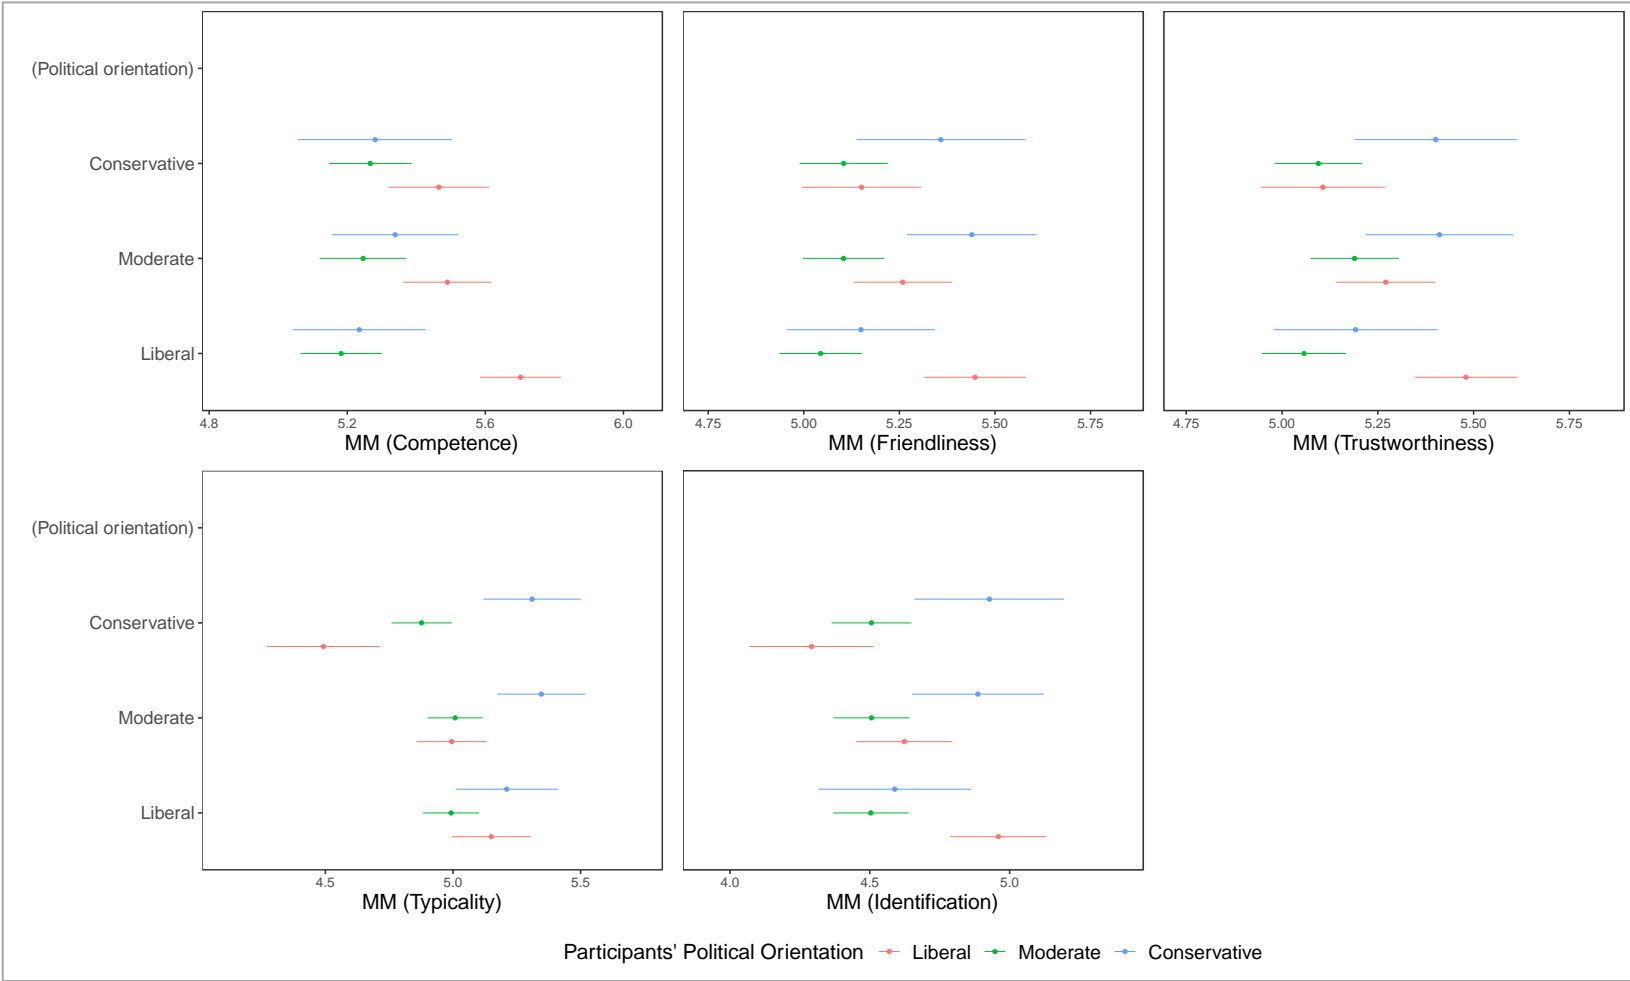 (Political orientation)
Conservative
Moderate
Liberal
4.8 5.2 5.6 6.0
MM (Competence)
4.75 5.00 5.25 5.50 5.75
MM (Friendliness)
4.75 5.00 5.25 5.50 5.75
MM (Trustworthiness)
(Political orientation)
Conservative
Moderate
Liberal
4.5 5.0 5.5
MM (Typicality)
4.0 4.5 5.0
MM (Identification)
Participants' Political Orientation Liberal Moderate Conservative